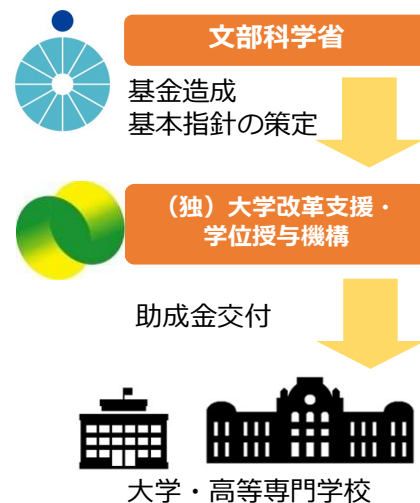 文部科学省
基金造成
基本指針の策定
（独）大学改革支援・
学位授与機構
助成金交付
大学・高等専門学校